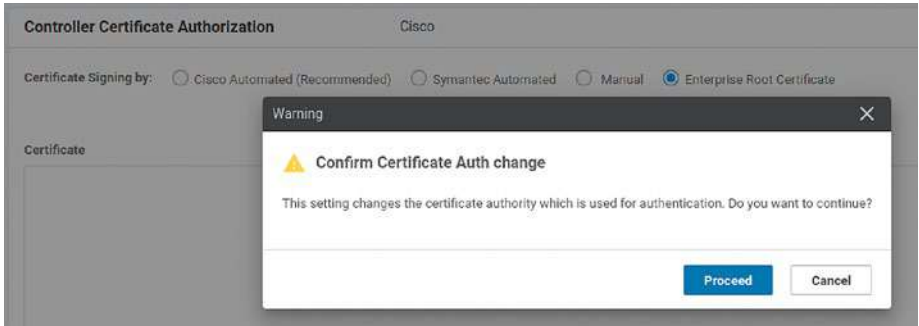 Controller Certificate Authorization Cisco
Certificate Signing by: Cisco Automated (Recommended) Symantec Automated Manual Enterprise Root Certificate
Warning
Certificate
Confirm Certificate Auth change
This setting changes the certificate authority which is used for authentication. Do you want to continue?
Proceed Cancel